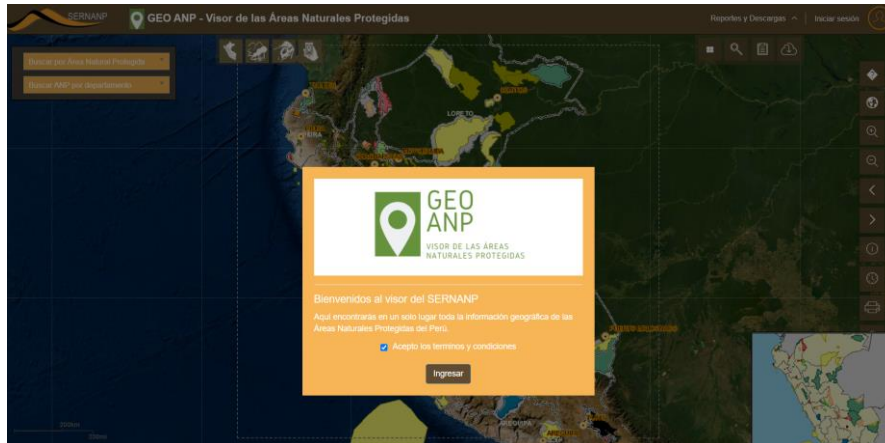 SERNANP
GEO ANP - Visor de las Áreas Naturales Protegidas
Reportes y Descargas
Iniciar sesión
Buscar por Área Natural Protegida
Buscar ANP por departamento
LORETO
GEO
ANP
VISOR DE LAS ÁREAS
NATURALES PROTEGIDAS
Bienvenidos al visor del SERNANP
Aquí encontrarás en un solo lugar toda la información geográfica de las
Áreas Naturales Protegidas del Perú.
Acepto los terminos y condiciones
Ingresar
AREQUIPA